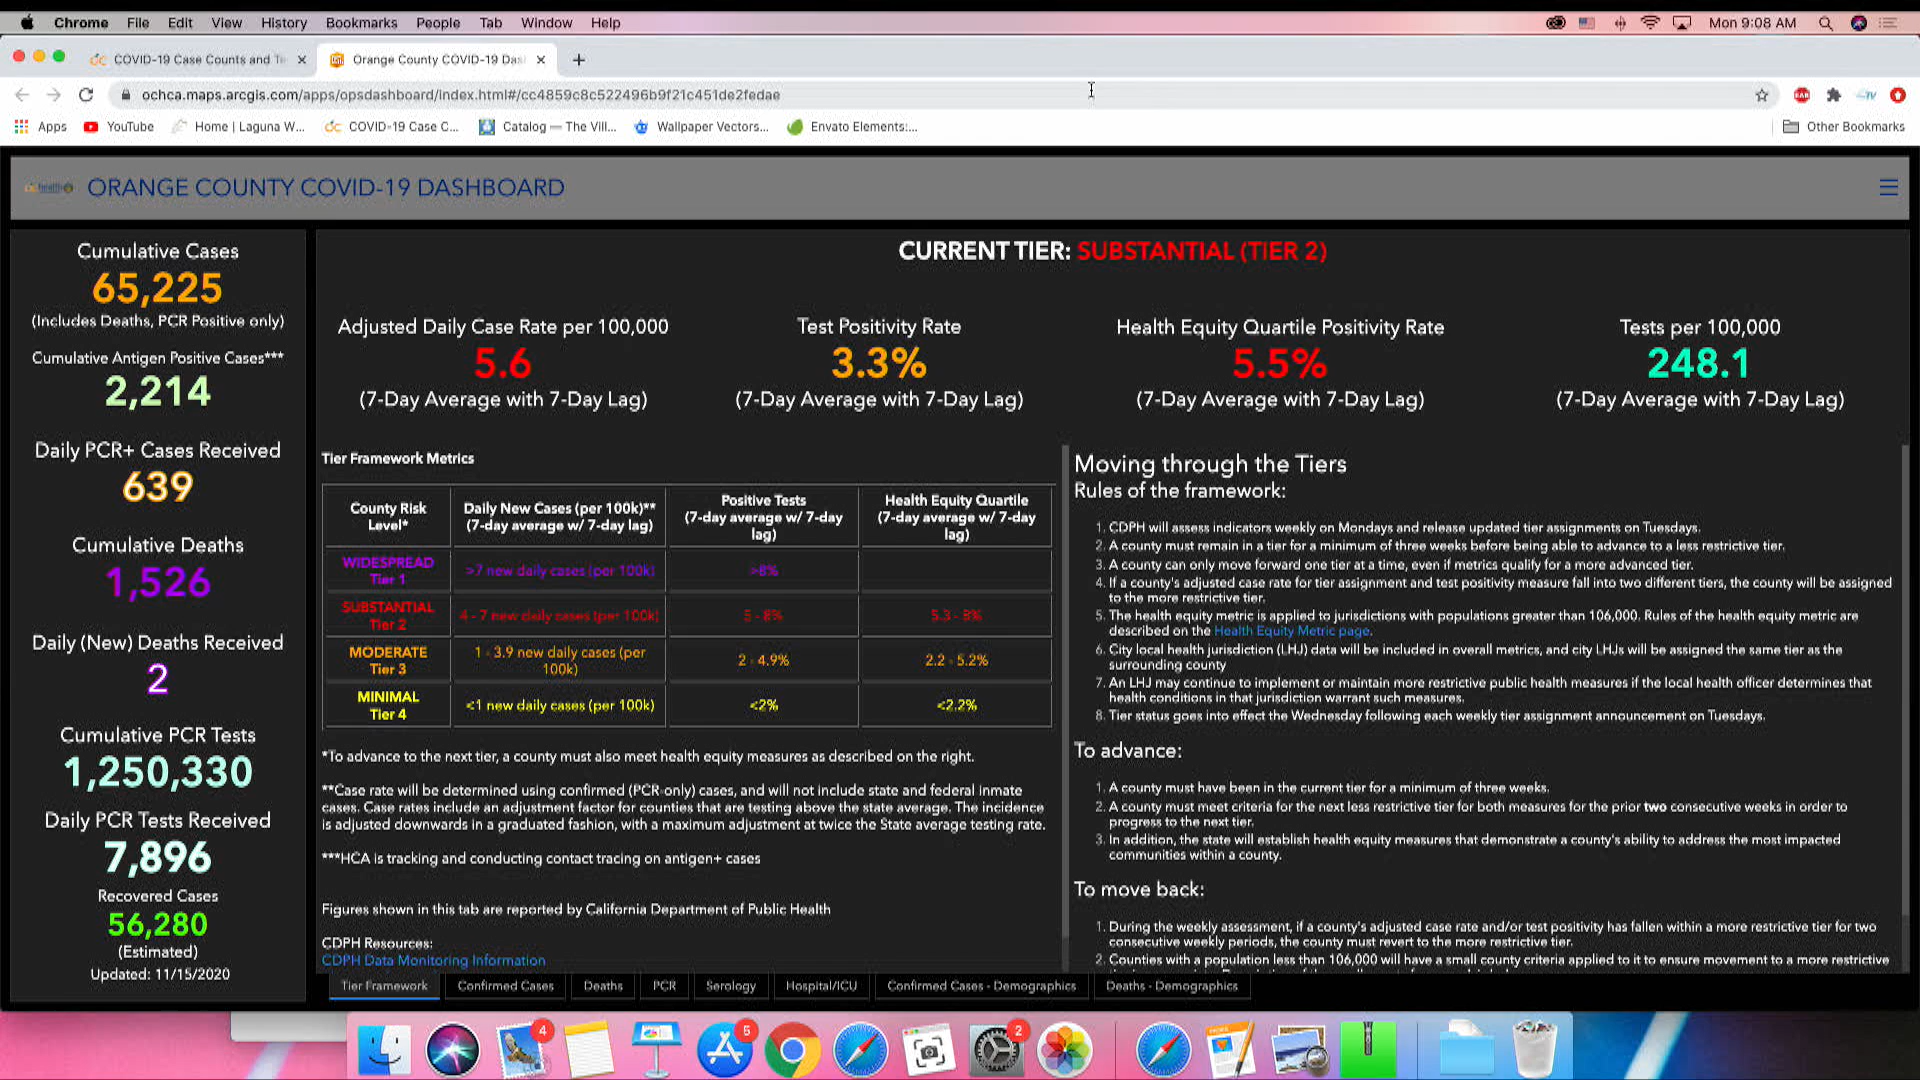 Chrome File Edit View History Bookmarks People Tab Window Help Mon 9:08 AM
COVID-19 Case Counts and Te
Orange County COVID-19 Das
ochca.maps.arcgis.com/apps/opsdashboard/index.html#/cc4859c8c522496b9f21c451de2fedae
Apps YouTube Home | Laguna W... COVID-19 Case C... Catalog — The Vill... Wallpaper Vectors... Envato Elements:... Other Bookmarks
ORANGE COUNTY COVID-19 DASHBOARD
Cumulative Cases
65,225
(Includes Deaths, PCR Positive only)
Cumulative Antigen Positive Cases***
2,214
Daily PCR+ Cases Received
639
Cumulative Deaths
1,526
Daily (New) Deaths Received
2
Cumulative PCR Tests
1,250,330
Daily PCR Tests Received
7,896
Recovered Cases
56,280
(Estimated)
Updated: 11/15/2020
CURRENT TIER: SUBSTANTIAL (TIER 2)
Adjusted Daily Case Rate per 100,000
5.6
(7-Day Average with 7-Day Lag)
Test Positivity Rate
3.3%
(7-Day Average with 7-Day Lag)
Health Equity Quartile Positivity Rate
5.5%
(7-Day Average with 7-Day Lag)
Tests per 100,000
248.1
(7-Day Average with 7-Day Lag)
Tier Framework Metrics
County Risk
Level*
Daily New Cases (per 100k)**
(7-day average w/ 7-day lag)
Positive Tests
(7-day average w/ 7-day
lag)
Health Equity Quartile
(7-day average w/ 7-day
lag)
WIDESPREAD
Tier 1
>7 new daily cases (per 100k)
>8%
SUBSTANTIAL
Tier 2
4 - 7 new daily cases (per 100k)
5 - 8%
5.3 - 8%
MODERATE
Tier 3
1 - 3.9 new daily cases (per
100k)
2 - 4.9%
2.2 - 5.2%
MINIMAL
Tier 4
<1 new daily cases (per 100k)
<2%
<2.2%
*To advance to the next tier, a county must also meet health equity measures as described on the right.
**Case rate will be determined using confirmed (PCR-only) cases, and will not include state and federal inmate
cases. Case rates include an adjustment factor for counties that are testing above the state average. The incidence
is adjusted downwards in a graduated fashion, with a maximum adjustment at twice the State average testing rate.
***HCA is tracking and conducting contact tracing on antigen+ cases
Figures shown in this tab are reported by California Department of Public Health
CDPH Resources:
CDPH Data Monitoring Information
Moving through the Tiers
Rules of the framework:
1. CDPH will assess indicators weekly on Mondays and release updated tier assignments on Tuesdays.
2. A county must remain in a tier for a minimum of three weeks before being able to advance to a less restrictive tier.
3. A county can only move forward one tier at a time, even if metrics qualify for a more advanced tier.
4. If a county's adjusted case rate for tier assignment and test positivity measure fall into two different tiers, the county will be assigned
to the more restrictive tier.
5. The health equity metric is applied to jurisdictions with populations greater than 106,000. Rules of the health equity metric are
described on the Health Equity Metric page.
6. City local health jurisdiction (LHJ) data will be included in overall metrics, and city LHJs will be assigned the same tier as the
surrounding county
7. An LHJ may continue to implement or maintain more restrictive public health measures if the local health officer determines that
health conditions in that jurisdiction warrant such measures.
8. Tier status goes into effect the Wednesday following each weekly tier assignment announcement on Tuesdays.
To advance:
1. A county must have been in the current tier for a minimum of three weeks.
2. A county must meet criteria for the next less restrictive tier for both measures for the prior two consecutive weeks in order to
progress to the next tier.
3. In addition, the state will establish health equity measures that demonstrate a county's ability to address the most impacted
communities within a county.
To move back:
1. During the weekly assessment, if a county's adjusted case rate and/or test positivity has fallen within a more restrictive tier for two
consecutive weekly periods, the county must revert to the more restrictive tier.
2. Counties with a population less than 106,000 will have a small county criteria applied to it to ensure movement to a more restrictive
Tier Framework Confirmed Cases Deaths PCR Serology Hospital/ICU Confirmed Cases - Demographics Deaths - Demographics
4 5 2